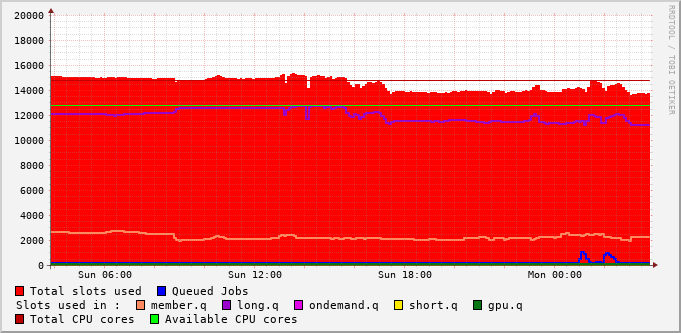 RRDTOOL / TOBI OETIKER
20000
18000
16000
14000
12000
10000
8000
6000
4000
2000
0
Sun 06:00 Sun 12:00 Sun 18:00 Mon 00:00
Total slots used Queued Jobs
Slots used in : member.q long.q ondemand.q short.q gpu.q
Total CPU cores Available CPU cores